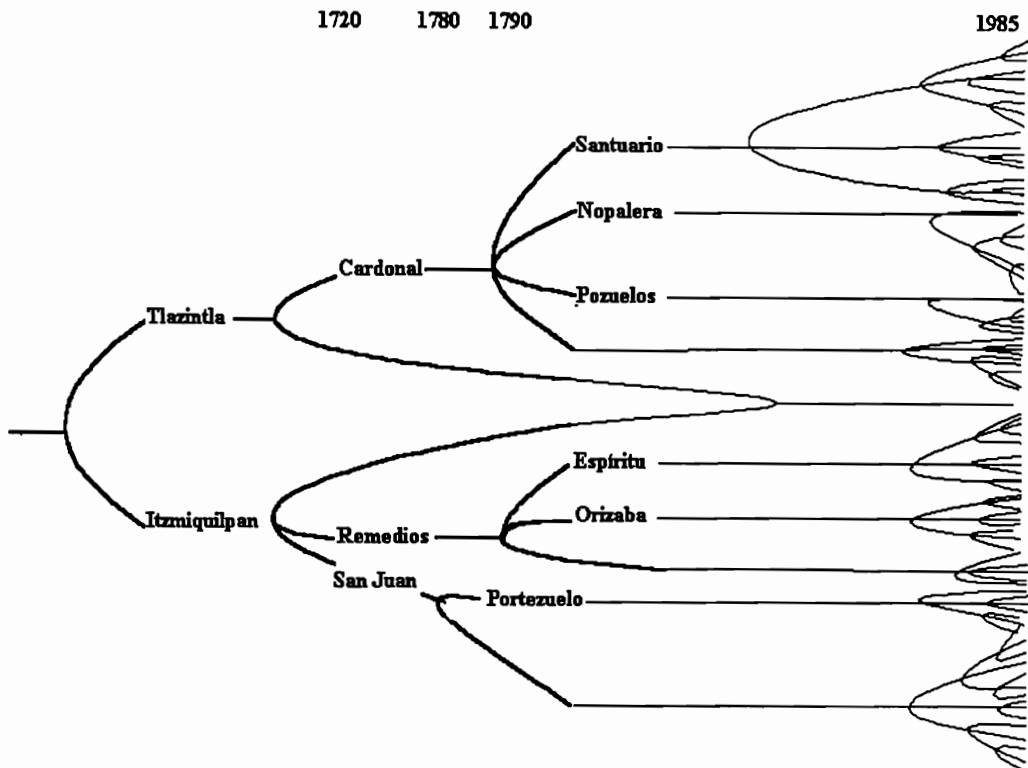 1720 1780 1790 1985
Santuario
Nopalera
Cardonal
Pozuelos
Tlazintla
Espíritu
Orizaba
Itzmiquilpan
Remedios
San Juan
Portezuelo